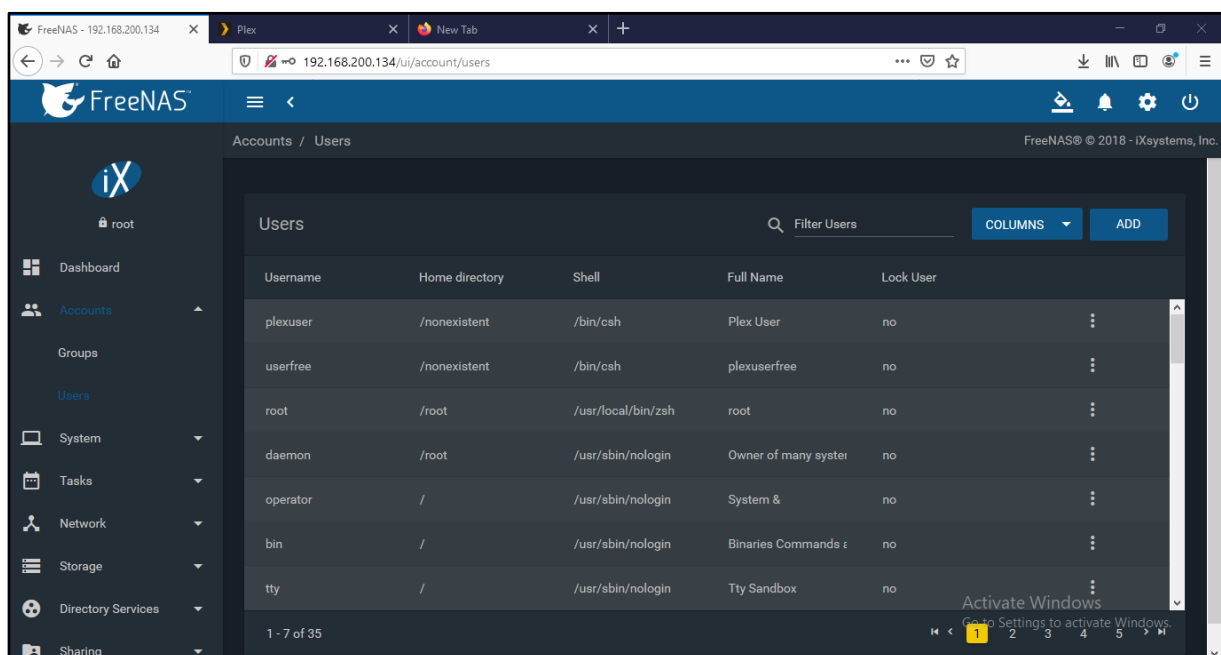 FreeNAS - 192.168.200.134
Plex
New Tab
192.168.200.134/ui/account/users
FreeNAS
Accounts / Users
FreeNAS® © 2018 - iXsystems, Inc.
iX
root
Dashboard
Accounts
Groups
Users
System
Tasks
Network
Storage
Directory Services
Sharing
Users
Filter Users
COLUMNS
ADD
Username Home directory Shell Full Name Lock User
plexuser /nonexistent /bin/csh Plex User no
userfree /nonexistent /bin/csh plexuserfree no
root /root /usr/local/bin/zsh root no
daemon /root /usr/sbin/nologin Owner of many syster no
operator / /usr/sbin/nologin System & no
bin / /usr/sbin/nologin Binaries Commands a no
tty / /usr/sbin/nologin Tty Sandbox no
1 - 7 of 35
1 2 3 4 5
Activate Windows
Go to Settings to activate Windows.